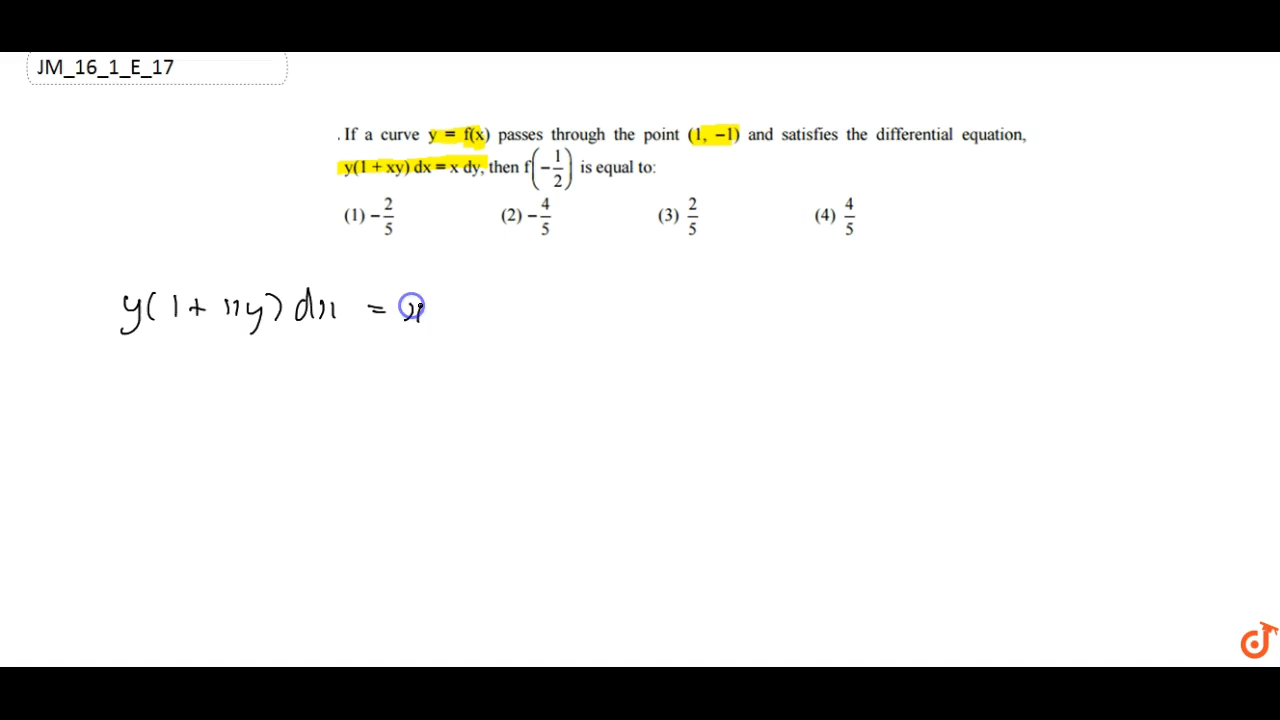 JM_16_1_E_17
. If a curve y = f(x) passes through the point (1, −1) and satisfies the differential equation,
y(1 + xy) dx = x dy, then f(−1/2) is equal to:
(1) −2/5 (2) −4/5 (3) 2/5 (4) 4/5
y(1 + xy) dx = x